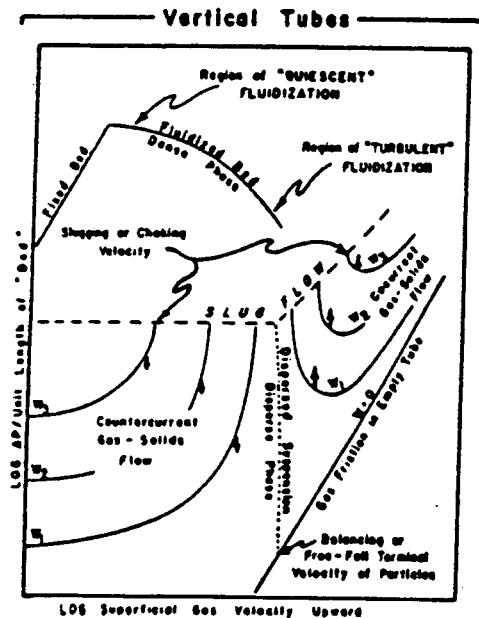 Vertical Tubes
Region of "QUIESCENT"
FLUIDIZATION
Fixed Bed
Fluidized Bed
Dense Phase
Region of "TURBULENT"
FLUIDIZATION
Slugging or Choking
Velocity
SLUG
FLOW
W3
W2
Cocurrent
Gas-Solids
Flow
W1
W3
Countercurrent
Gas-Solids
Flow
W2
W1
Dispersed Suspension
Disperse Phase
W=0
Gas Friction in Empty Tube
Balancing or
Free-Fall Terminal
Velocity of Particles
LOG ΔP/Unit Length of "Bed"
LOG Superficial Gas Velocity Upward